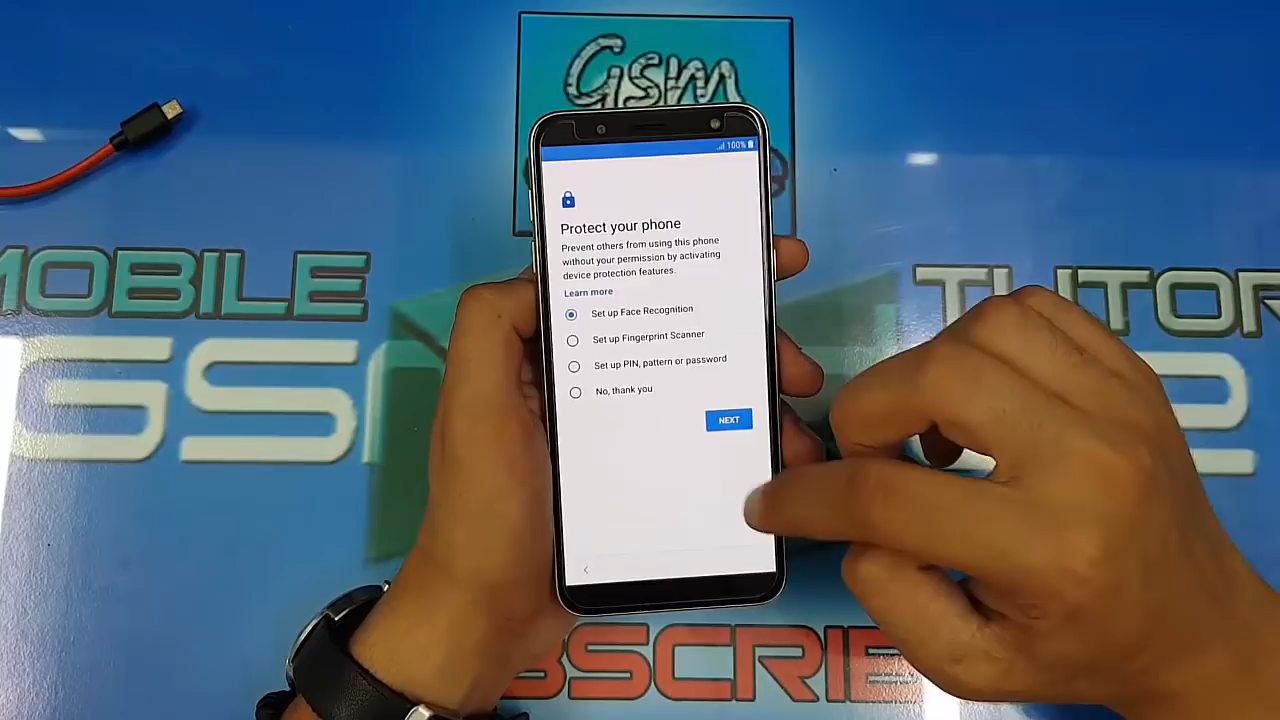 Gsm
100%
Protect your phone
Prevent others from using this phone
without your permission by activating
device protection features.
Learn more
Set up Face Recognition
Set up Fingerprint Scanner
Set up PIN, pattern or password
No, thank you
NEXT
MOBILE
TUTOR
GS